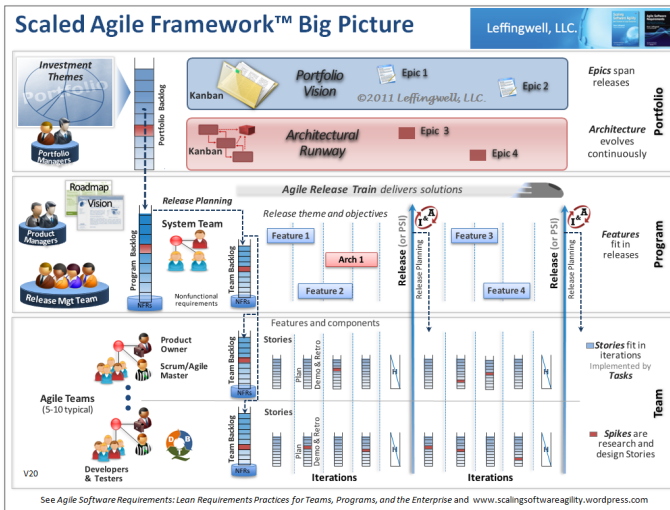 Scaled Agile Framework™ Big Picture
Leffingwell, LLC.
Investment
Themes
Portfolio
Portfolio
Managers
Portfolio Backlog
Kanban
Portfolio
Vision
Epic 1
Epic 2
©2011 Leffingwell, LLC.
Kanban
Architectural
Runway
Epic 3
Epic 4
Epics span
releases
Architecture
evolves
continuously
Portfolio
Roadmap
Vision
Product
Managers
Release Mgt Team
Program Backlog
NFRs
Release Planning
System Team
Nonfunctional
requirements
Team Backlog
NFRs
Agile Release Train delivers solutions
Release theme and objectives
Feature 1
Arch 1
Feature 2
Release (or PSI)
I & A
Release Planning
Feature 3
Feature 4
Release (or PSI)
I & A
Release Planning
Features
fit in
releases
Program
Features and components
Product
Owner
Scrum/Agile
Master
Agile Teams
(5-10 typical)
Developers
& Testers
D
B
T
Team Backlog
NFRs
Stories
Plan
Demo & Retro
H
H
Team Backlog
NFRs
Stories
Plan
Demo & Retro
H
H
Iterations
Iterations
Stories fit in
iterations
Implemented by
Tasks
Spikes are
research and
design Stories
Team
V20
See Agile Software Requirements: Lean Requirements Practices for Teams, Programs, and the Enterprise and www.scalingsoftwareagility.wordpress.com